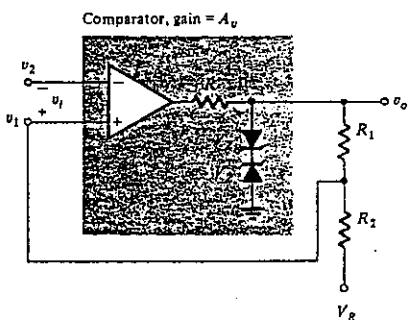 Comparator, gain = A_v
v_2
−
−
+
v_i
v_1
+
v_o
R_1
R_2
V_R